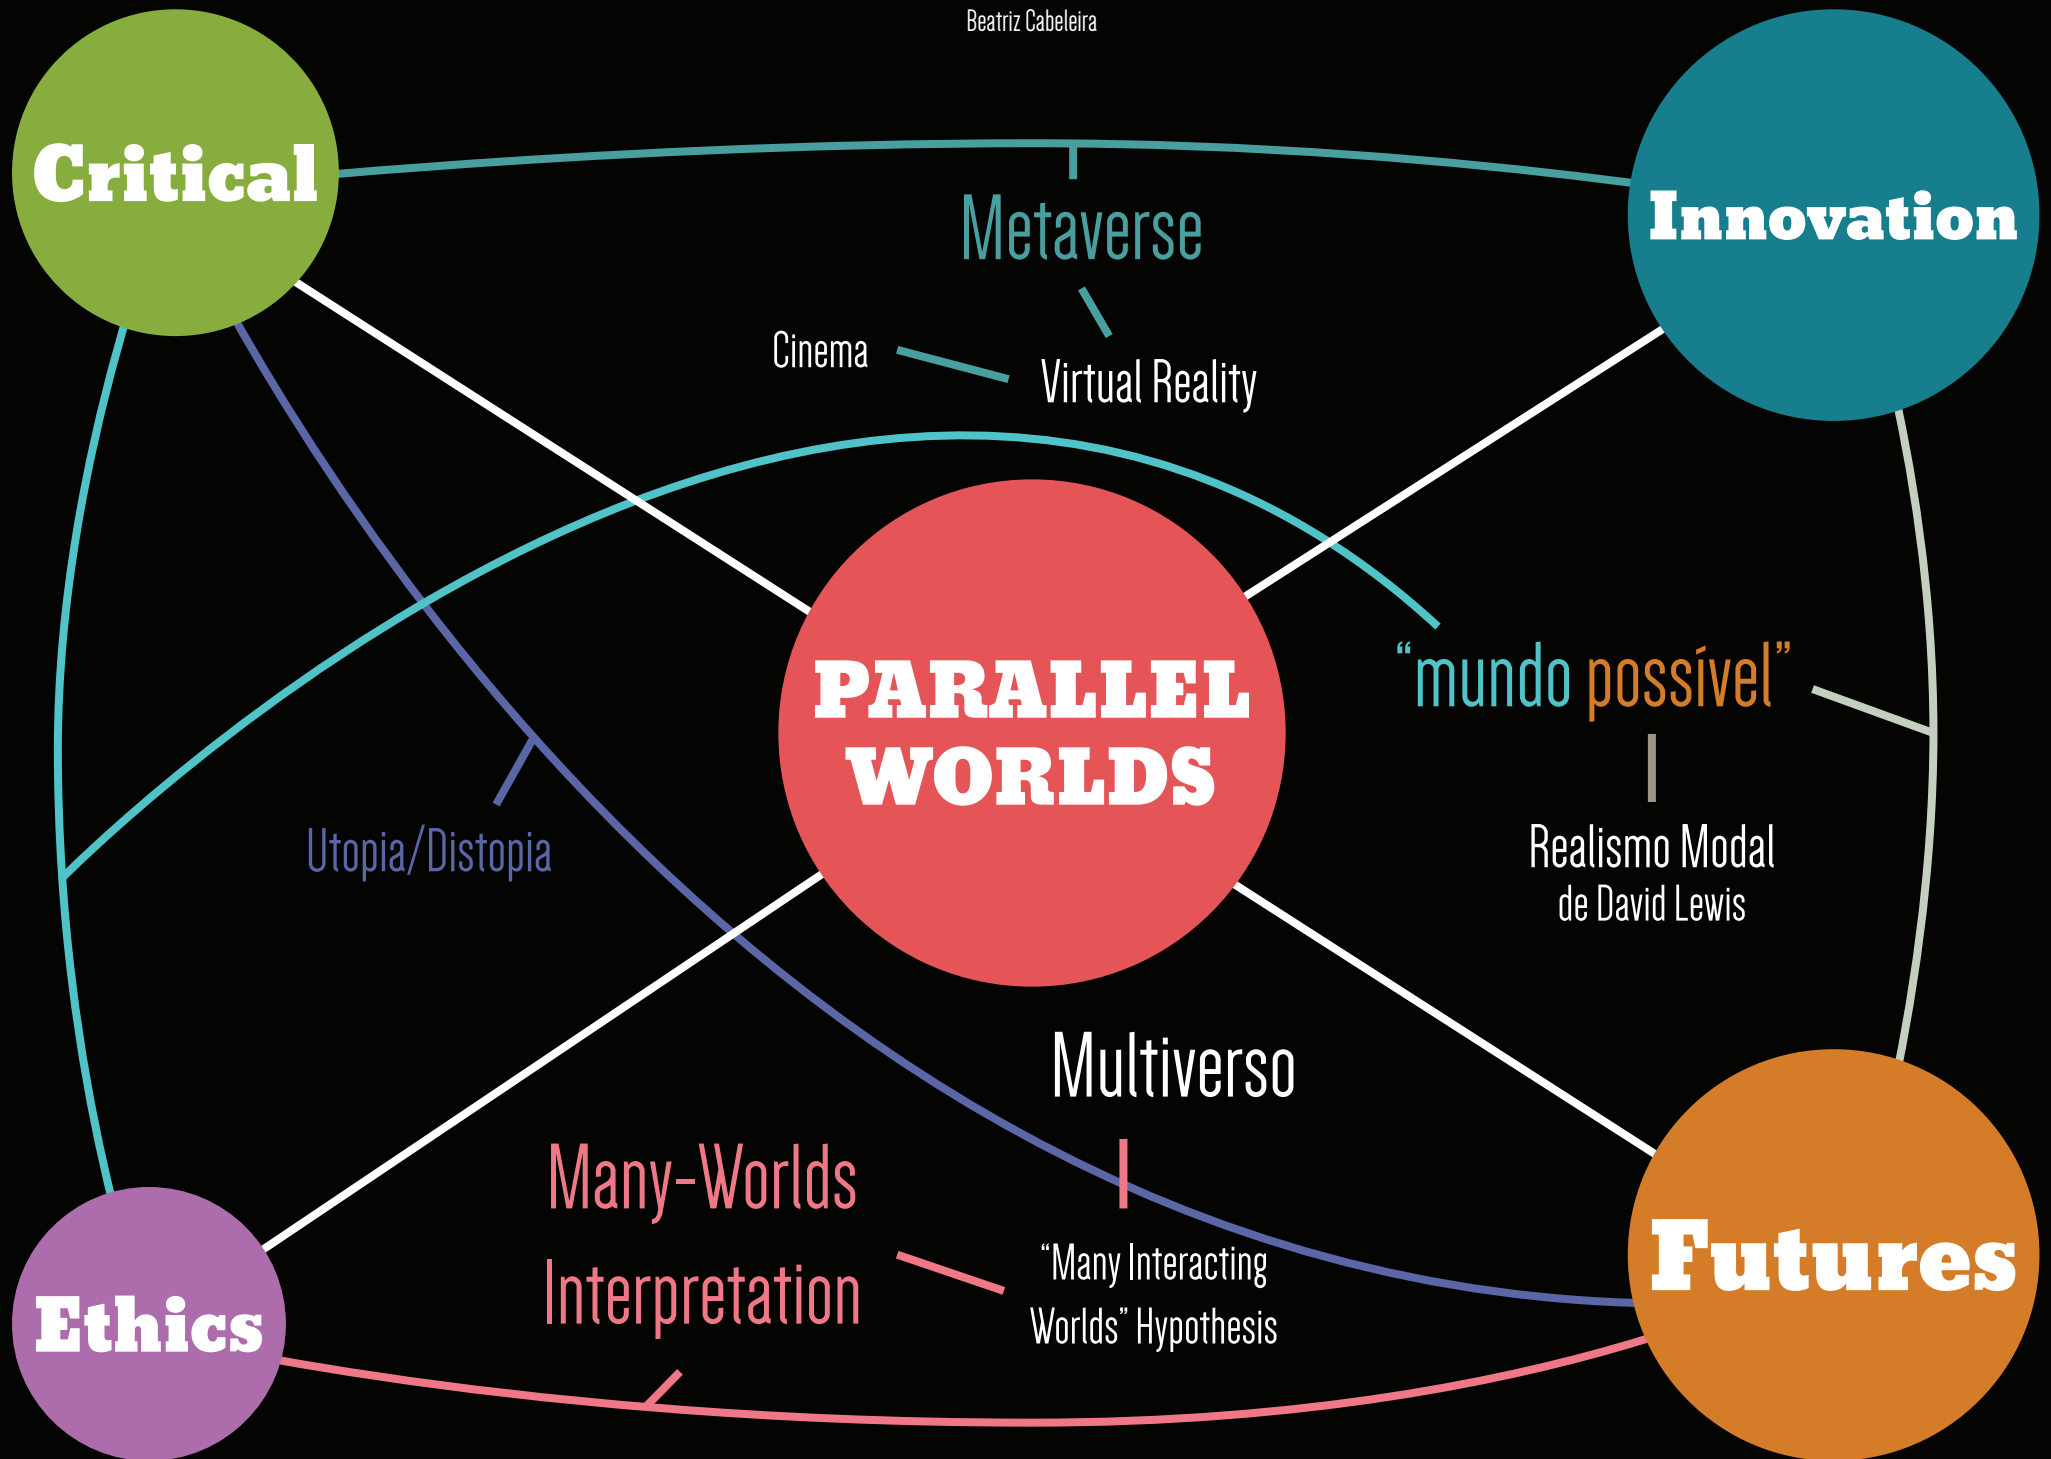 Beatriz Cabeleira
Critical
Innovation
Metaverse
Cinema
Virtual Reality
PARALLEL
WORLDS
“mundo possível”
Realismo Modal
de David Lewis
Utopia/Distopia
Multiverso
Many-Worlds
Interpretation
“Many Interacting
Worlds” Hypothesis
Ethics
Futures